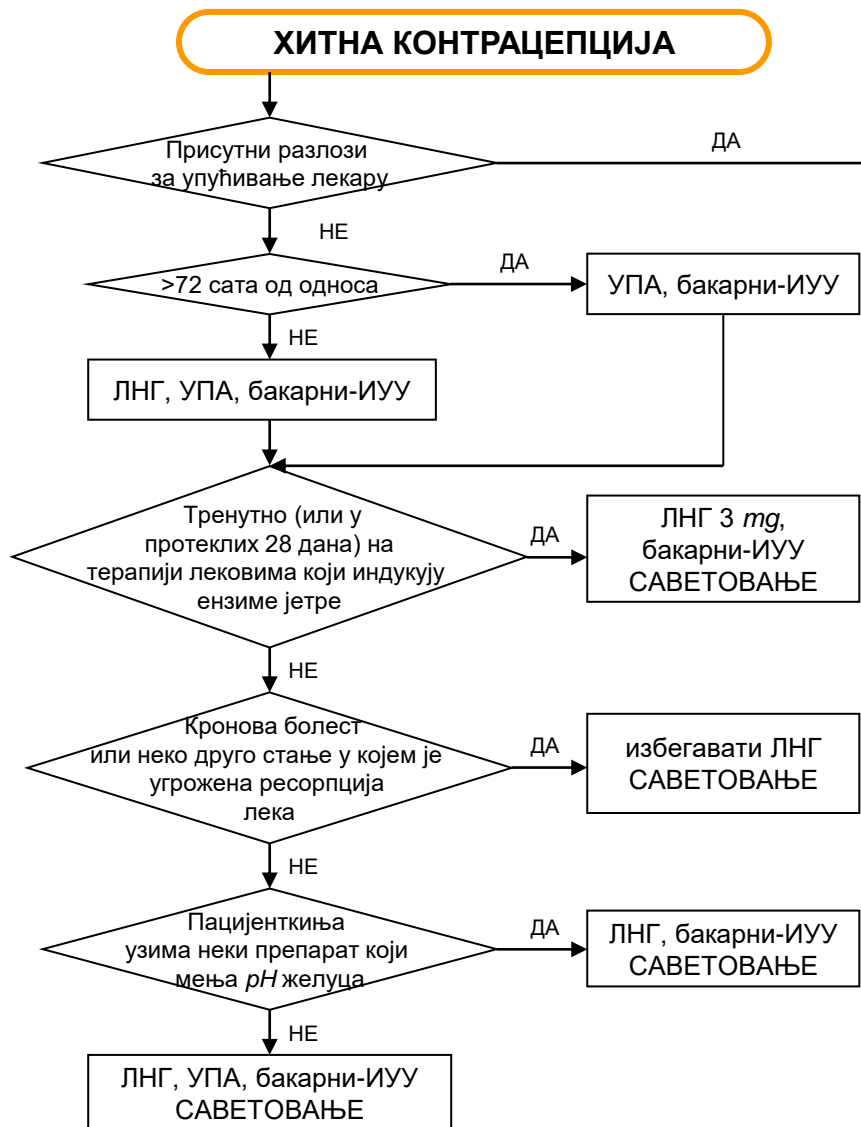 ХИТНА КОНТРАЦЕПЦИЈА
Присутни разлози
за упућивање лекару
ДА
НЕ
>72 сата од односа
ДА
УПА, бакарни-ИУУ
НЕ
ЛНГ, УПА, бакарни-ИУУ
Тренутно (или у
протеклих 28 дана) на
терапији лековима који индукују
ензиме јетре
ДА
ЛНГ 3 mg,
бакарни-ИУУ
САВЕТОВАЊЕ
НЕ
Кронова болест
или неко друго стање у којем је
угрожена ресорпција
лека
ДА
избегавати ЛНГ
САВЕТОВАЊЕ
НЕ
Пацијенткиња
узима неки препарат који
мења pH желуца
ДА
ЛНГ, бакарни-ИУУ
САВЕТОВАЊЕ
НЕ
ЛНГ, УПА, бакарни-ИУУ
САВЕТОВАЊЕ